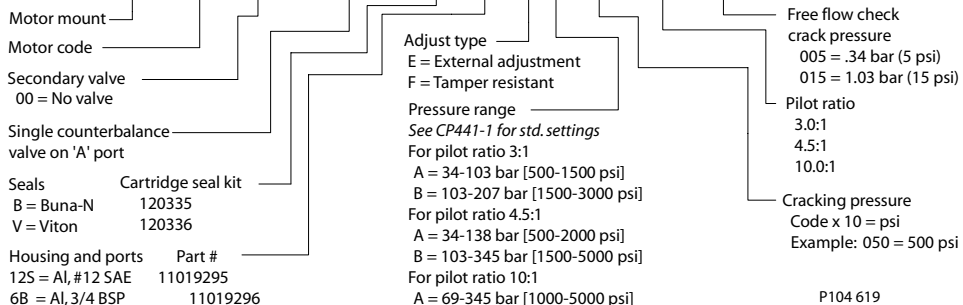 Motor mount
Motor code
Secondary valve
00 = No valve
Single counterbalance
valve on 'A' port
Seals Cartridge seal kit
B = Buna-N 120335
V = Viton 120336
Housing and ports Part #
12S = Al, #12 SAE 11019295
6B = Al, 3/4 BSP 11019296
Adjust type
E = External adjustment
F = Tamper resistant
Pressure range
See CP441-1 for std. settings
For pilot ratio 3:1
A = 34-103 bar [500-1500 psi]
B = 103-207 bar [1500-3000 psi]
For pilot ratio 4.5:1
A = 34-138 bar [500-2000 psi]
B = 103-345 bar [1500-5000 psi]
For pilot ratio 10:1
A = 69-345 bar [1000-5000 psi]
Free flow check
crack pressure
005 = .34 bar (5 psi)
015 = 1.03 bar (15 psi)
Pilot ratio
3.0:1
4.5:1
10.0:1
Cracking pressure
Code x 10 = psi
Example: 050 = 500 psi
P104 619